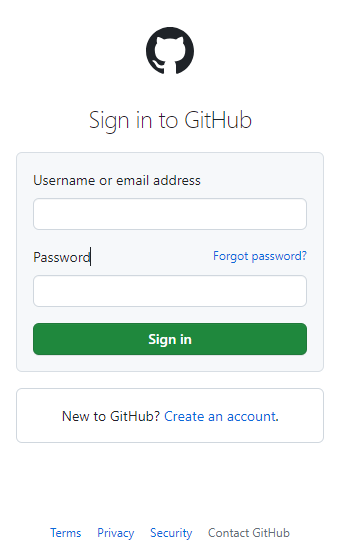 Sign in to GitHub
Username or email address
Password Forgot password?
Sign in
New to GitHub? Create an account.
Terms Privacy Security Contact GitHub